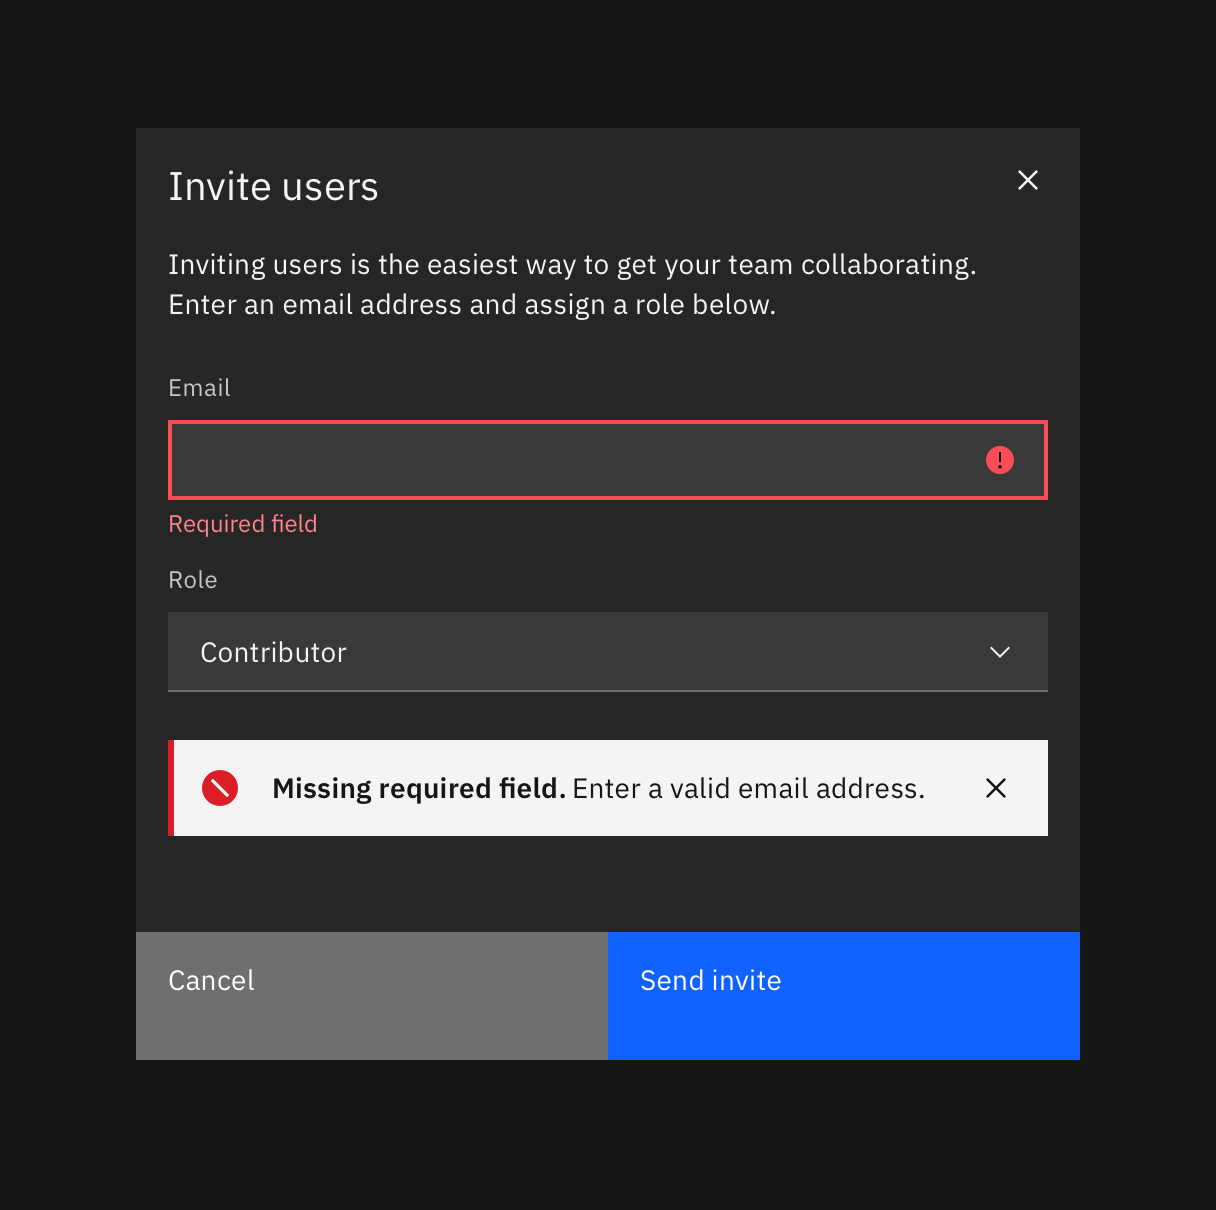 Invite users
Inviting users is the easiest way to get your team collaborating.
Enter an email address and assign a role below.
Email
Required field
Role
Contributor
Missing required field. Enter a valid email address.
Cancel
Send invite